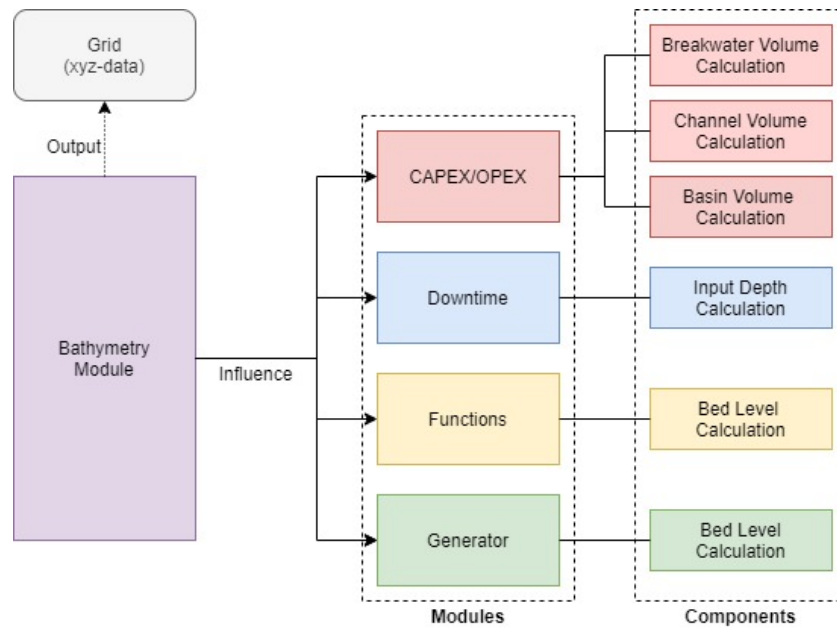 Grid
(xyz-data)
Output
Bathymetry
Module
Influence
CAPEX/OPEX
Downtime
Functions
Generator
Modules
Breakwater Volume
Calculation
Channel Volume
Calculation
Basin Volume
Calculation
Input Depth
Calculation
Bed Level
Calculation
Bed Level
Calculation
Components